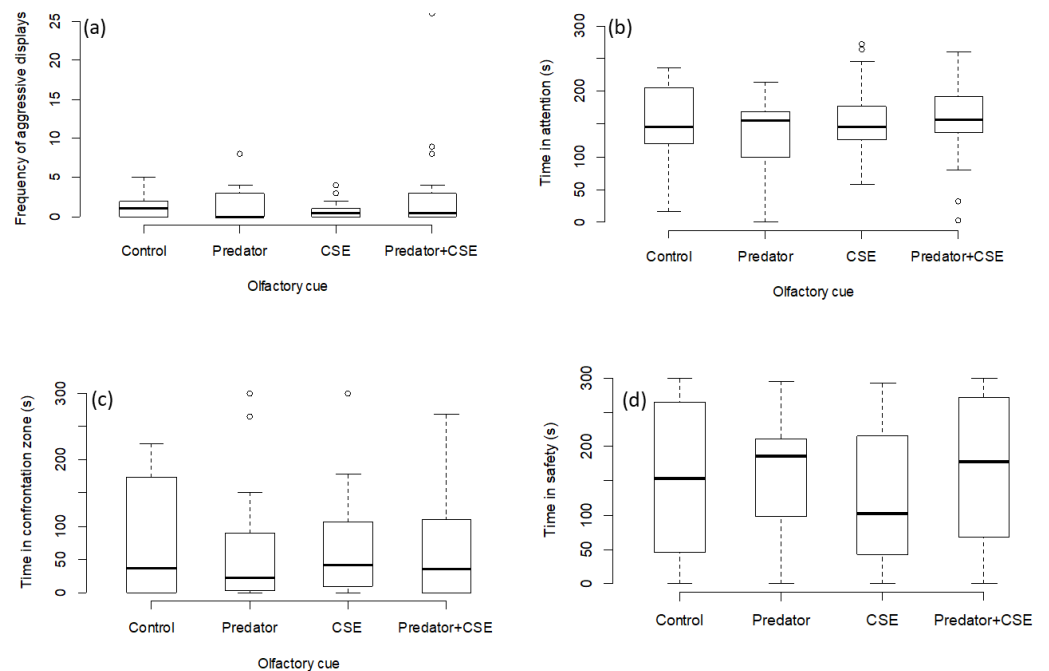 (a)
Frequency of aggressive displays
25
20
15
10
5
0
Control Predator CSE Predator+CSE
Olfactory cue
(b)
Time in attention (s)
300
200
150
100
50
0
Control Predator CSE Predator+CSE
Olfactory cue
(c)
Time in confrontation zone (s)
300
200
100
50
0
Control Predator CSE Predator+CSE
Olfactory cue
(d)
Time in safety (s)
300
200
100
50
0
Control Predator CSE Predator+CSE